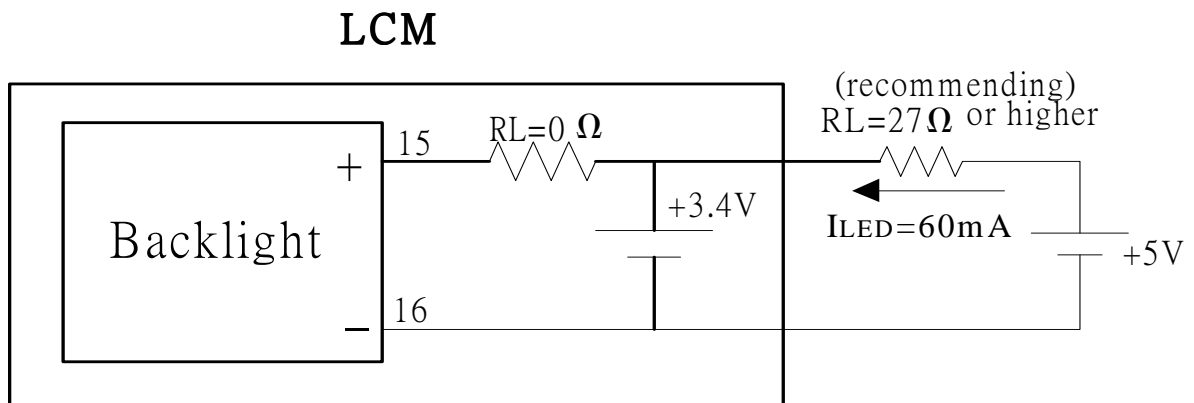 LCM
(recommending)
RL=27Ω or higher
15
RL=0 Ω
+
+3.4V
ILED=60mA
Backlight
+5V
16
−